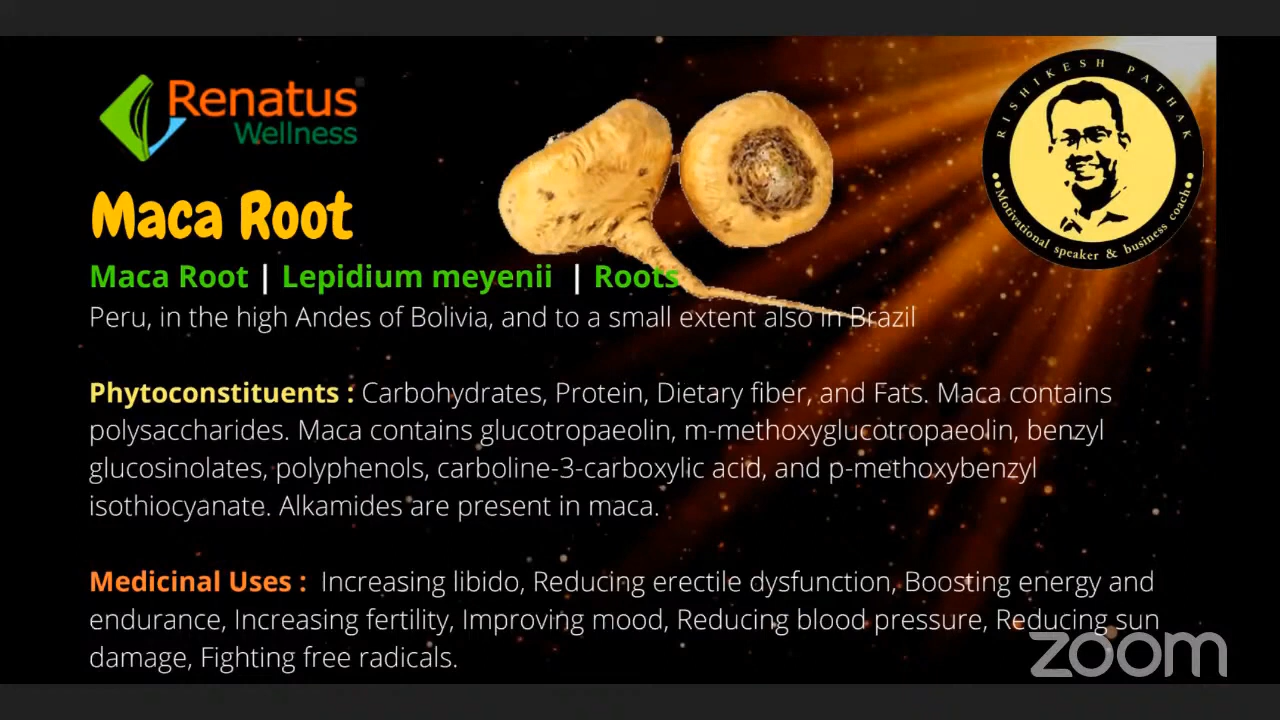 Renatus
Wellness
RISHIKESH PATHAK
Motivational speaker & business coach
Maca Root
Maca Root | Lepidium meyenii | Roots
Peru, in the high Andes of Bolivia, and to a small extent also in Brazil
Phytoconstituents : Carbohydrates, Protein, Dietary fiber, and Fats. Maca contains
polysaccharides. Maca contains glucotropaeolin, m-methoxyglucotropaeolin, benzyl
glucosinolates, polyphenols, carboline-3-carboxylic acid, and p-methoxybenzyl
isothiocyanate. Alkamides are present in maca.
Medicinal Uses : Increasing libido, Reducing erectile dysfunction, Boosting energy and
endurance, Increasing fertility, Improving mood, Reducing blood pressure, Reducing sun
damage, Fighting free radicals.
zoom